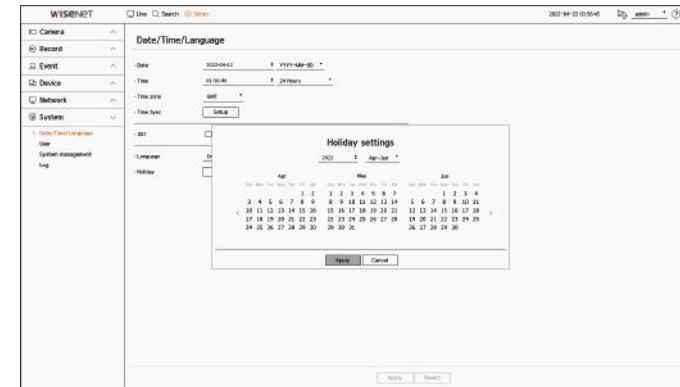 WISENET
Live Search Setup
2022-04-22 01:55:45
admin
Camera
Record
Event
Device
Network
System
Date/Time/Language
User
System management
Log
Date/Time/Language
Date
YYYY-MM-DD
Time
24 Hours
Time zone
GMT
Time Sync Setup
DST
Language
Holiday
Holiday settings
2022 Apr~Jun
Apr May Jun
1 2 1 2 3 4 5 6 7 1 2 3 4
3 4 5 6 7 8 9 8 9 10 11 12 13 14 5 6 7 8 9 10 11
10 11 12 13 14 15 16 15 16 17 18 19 20 21 12 13 14 15 16 17 18
17 18 19 20 21 22 23 22 23 24 25 26 27 28 19 20 21 22 23 24 25
24 25 26 27 28 29 30 29 30 31 26 27 28 29 30
Apply Cancel
Apply Revert